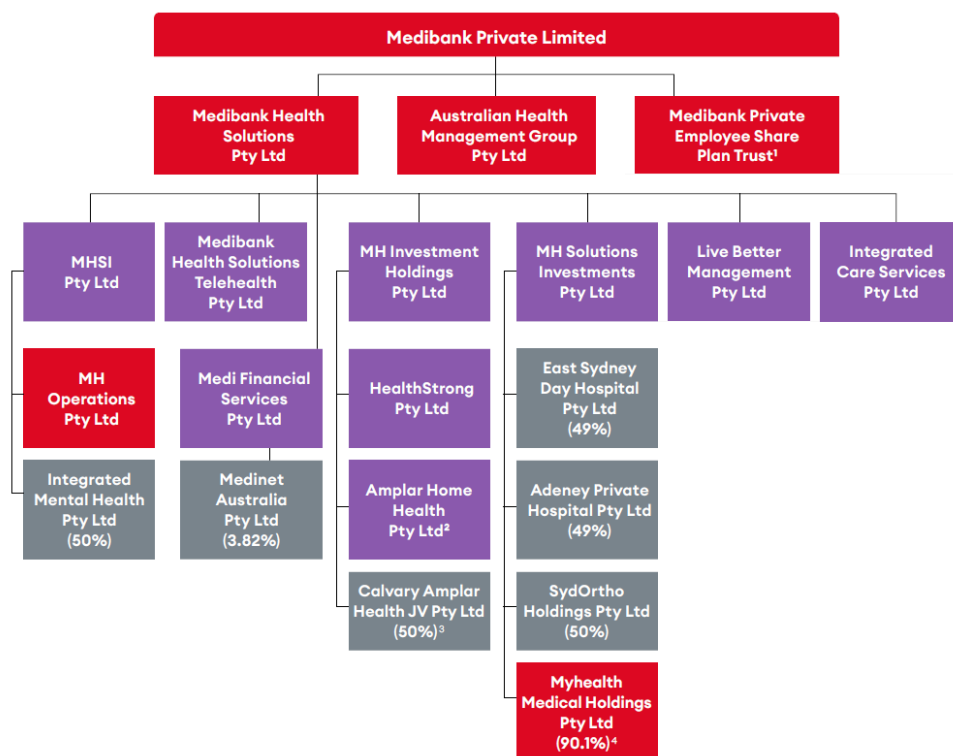 Medibank Private Limited
Medibank Health
Solutions
Pty Ltd
Australian Health
Management Group
Pty Ltd
Medibank Private
Employee Share
Plan Trust¹
MHSI
Pty Ltd
Medibank
Health Solutions
Telehealth
Pty Ltd
MH Investment
Holdings
Pty Ltd
MH Solutions
Investments
Pty Ltd
Live Better
Management
Pty Ltd
Integrated
Care Services
Pty Ltd
MH
Operations
Pty Ltd
Medi Financial
Services
Pty Ltd
HealthStrong
Pty Ltd
East Sydney
Day Hospital
Pty Ltd
(49%)
Integrated
Mental Health
Pty Ltd
(50%)
Medinet
Australia
Pty Ltd
(3.82%)
Amplar Home
Health
Pty Ltd²
Adeney Private
Hospital Pty Ltd
(49%)
Calvary Amplar
Health JV Pty Ltd
(50%)³
SydOrtho
Holdings Pty Ltd
(50%)
Myhealth
Medical Holdings
Pty Ltd
(90.1%)⁴